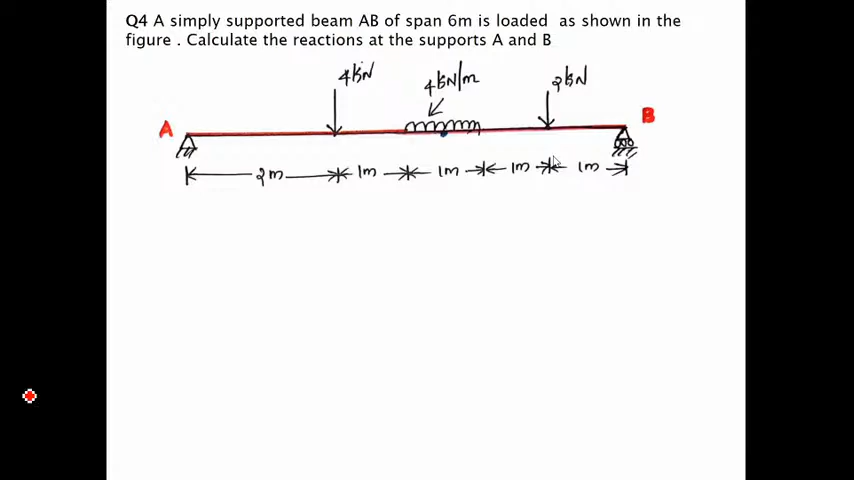 Q4 A simply supported beam AB of span 6m is loaded as shown in the
figure . Calculate the reactions at the supports A and B
4kN
4kN/m
2kN
A
B
2m
1m
1m
1m
1m